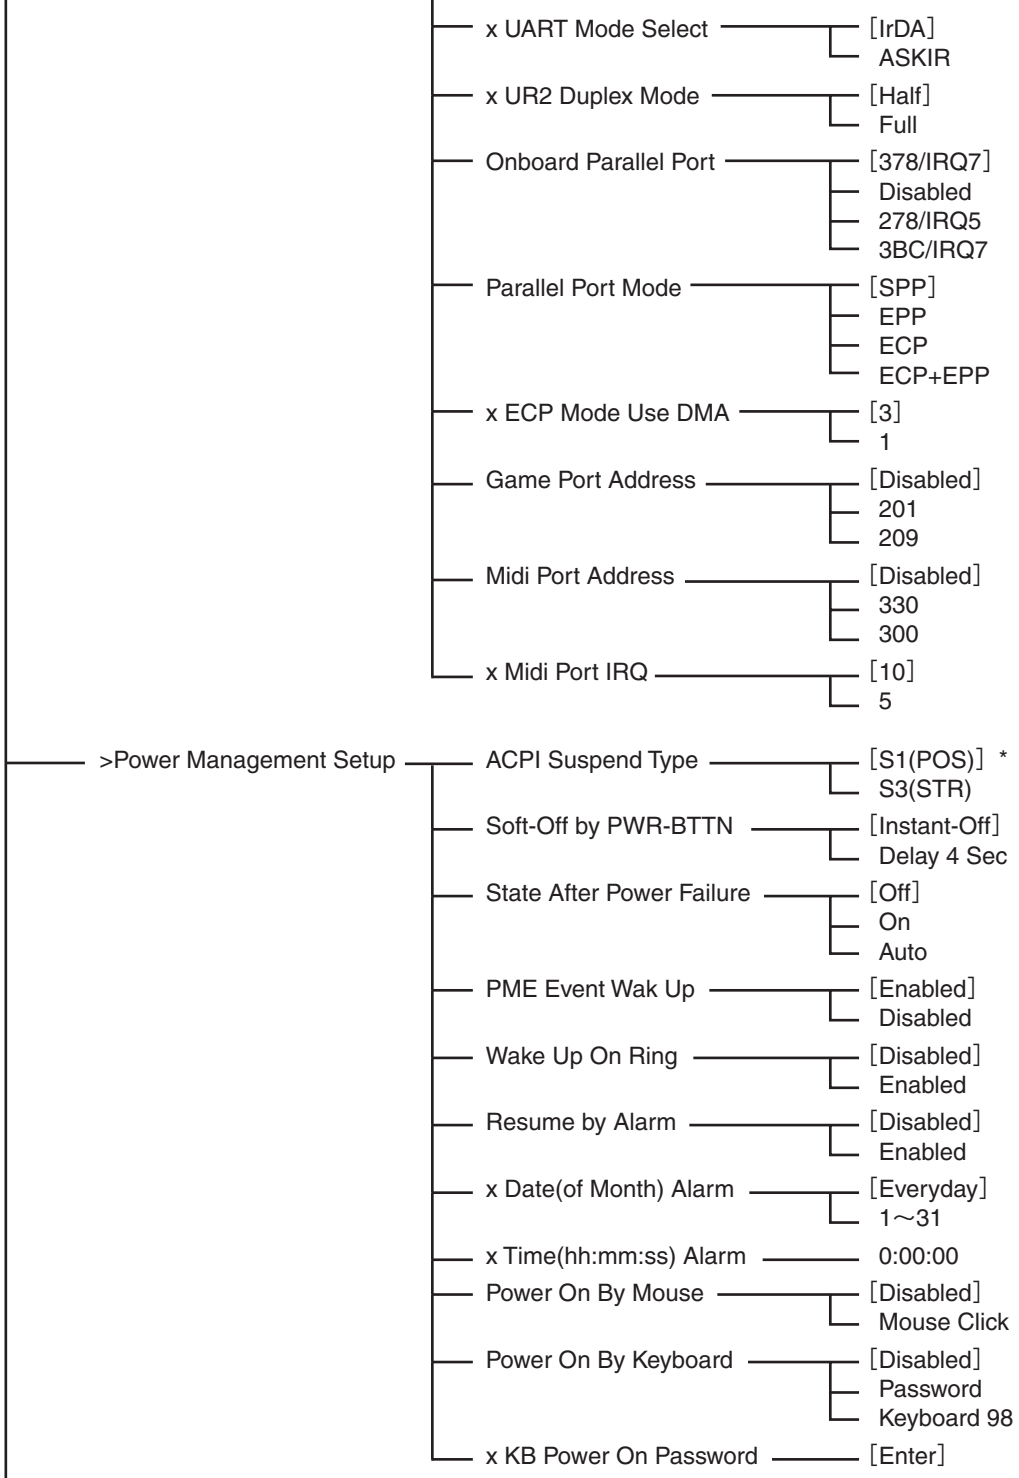 x UART Mode Select [IrDA]
ASKIR
x UR2 Duplex Mode [Half]
Full
Onboard Parallel Port [378/IRQ7]
Disabled
278/IRQ5
3BC/IRQ7
Parallel Port Mode [SPP]
EPP
ECP
ECP+EPP
x ECP Mode Use DMA [3]
1
Game Port Address [Disabled]
201
209
Midi Port Address [Disabled]
330
300
x Midi Port IRQ [10]
5
>Power Management Setup ACPI Suspend Type [S1(POS)] *
S3(STR)
Soft-Off by PWR-BTTN [Instant-Off]
Delay 4 Sec
State After Power Failure [Off]
On
Auto
PME Event Wak Up [Enabled]
Disabled
Wake Up On Ring [Disabled]
Enabled
Resume by Alarm [Disabled]
Enabled
x Date(of Month) Alarm [Everyday]
1～31
x Time(hh:mm:ss) Alarm 0:00:00
Power On By Mouse [Disabled]
Mouse Click
Power On By Keyboard [Disabled]
Password
Keyboard 98
x KB Power On Password [Enter]